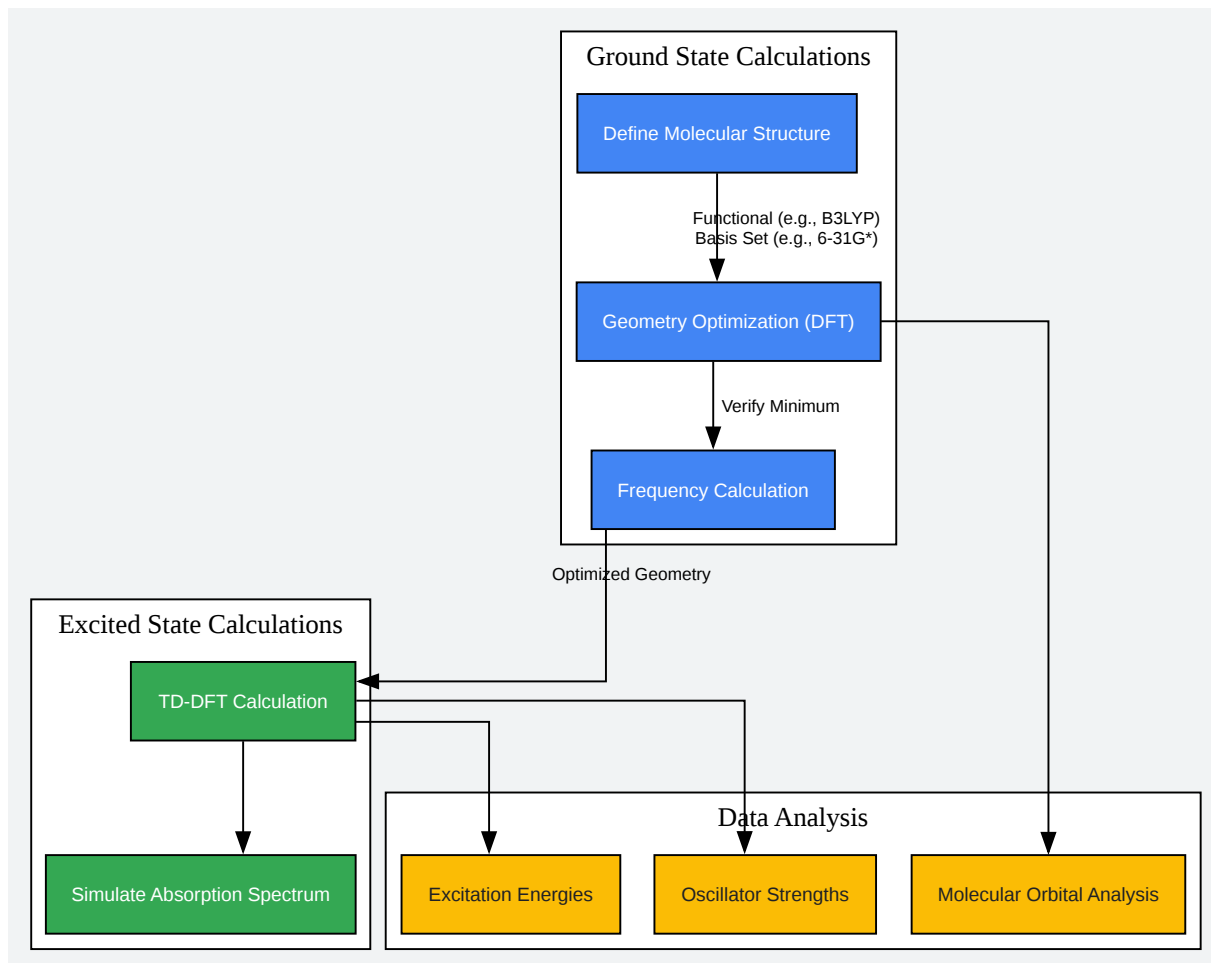 Ground State Calculations
Define Molecular Structure
Functional (e.g., B3LYP)
Basis Set (e.g., 6-31G*)
Geometry Optimization (DFT)
Verify Minimum
Frequency Calculation
Optimized Geometry
Excited State Calculations
TD-DFT Calculation
Simulate Absorption Spectrum
Data Analysis
Excitation Energies
Oscillator Strengths
Molecular Orbital Analysis